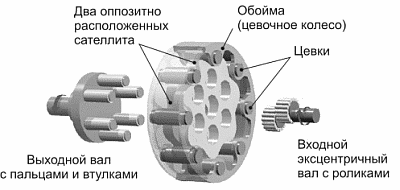 Два оппозитно
расположенных
сателлита
Обойма
(цевочное колесо)
Цевки
Выходной вал
с пальцами и втулками
Входной
эксцентричный
вал с роликами